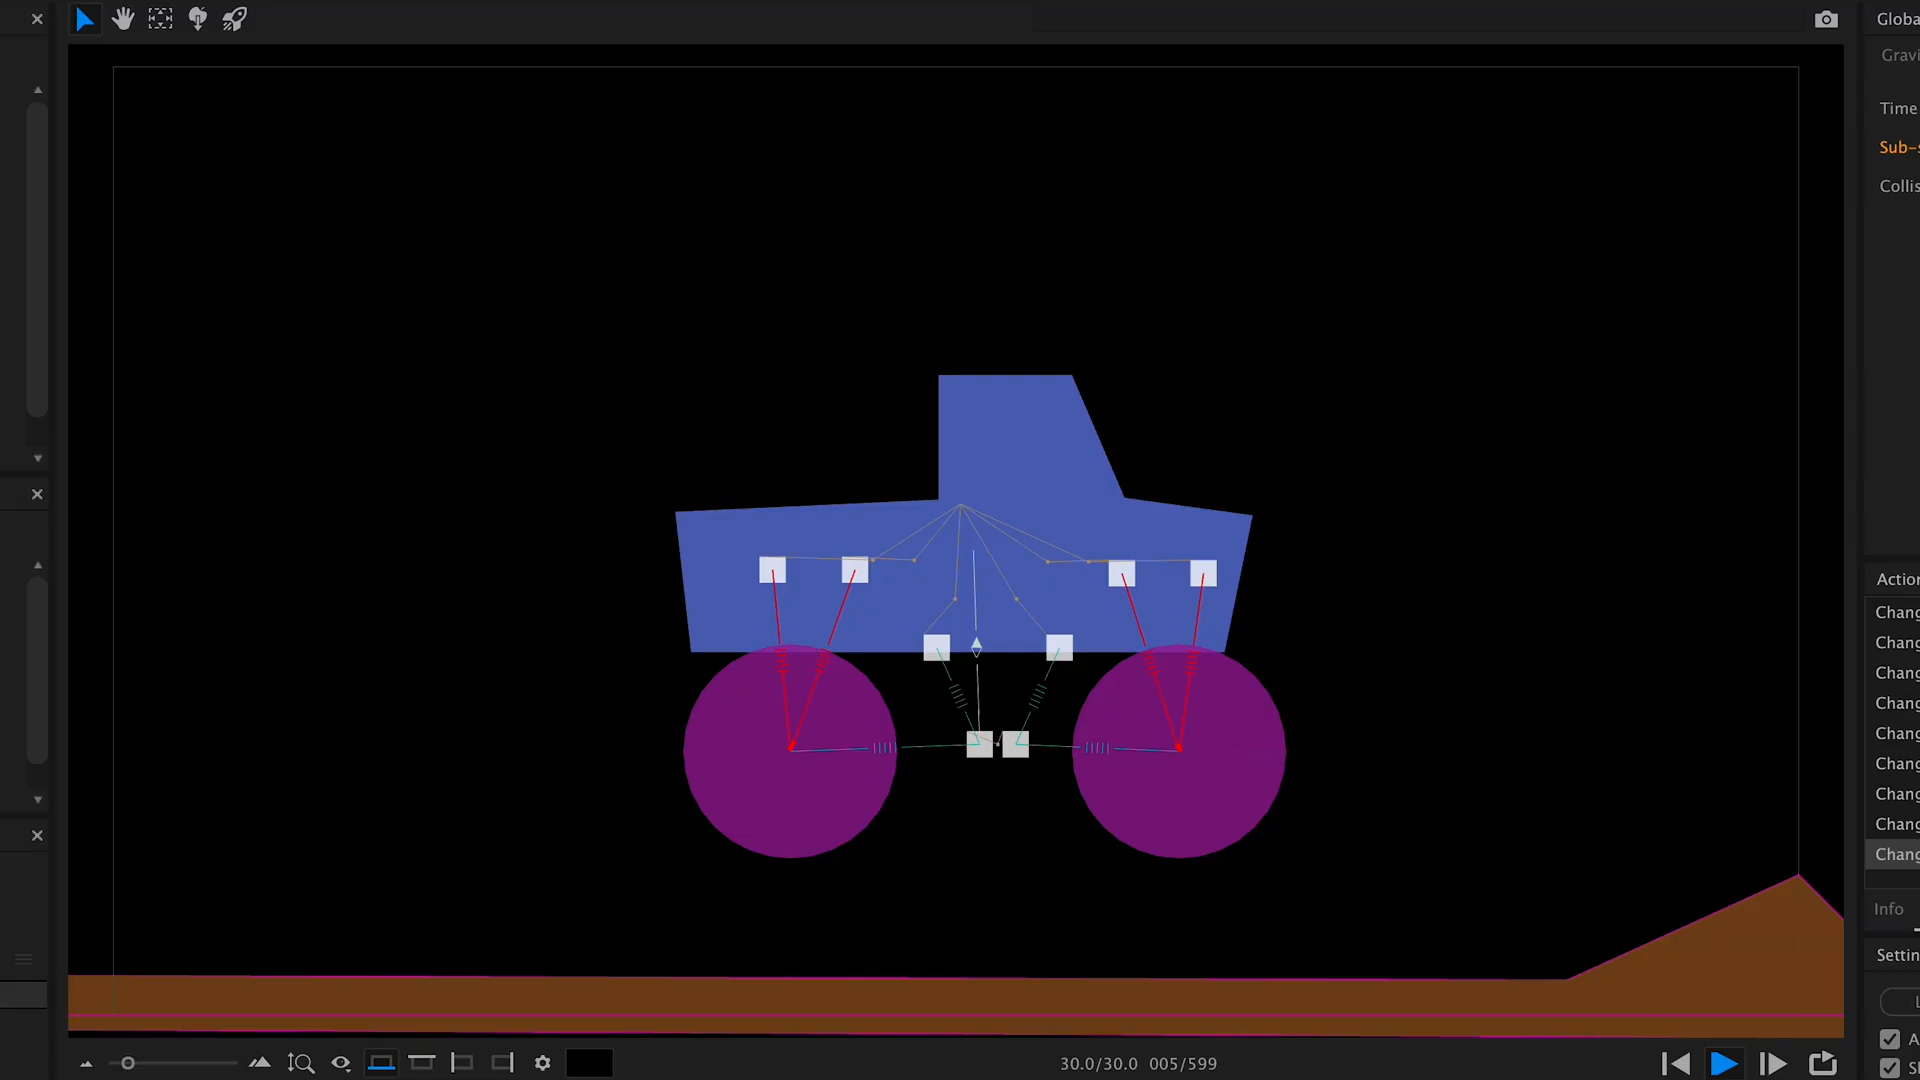 Globa
Gravi
Time
Sub-s
Collis
Action
Chang
Chang
Chang
Chang
Chang
Chang
Chang
Chang
Chang
Info
Settin
L
A
S
30.0/30.0 005/599